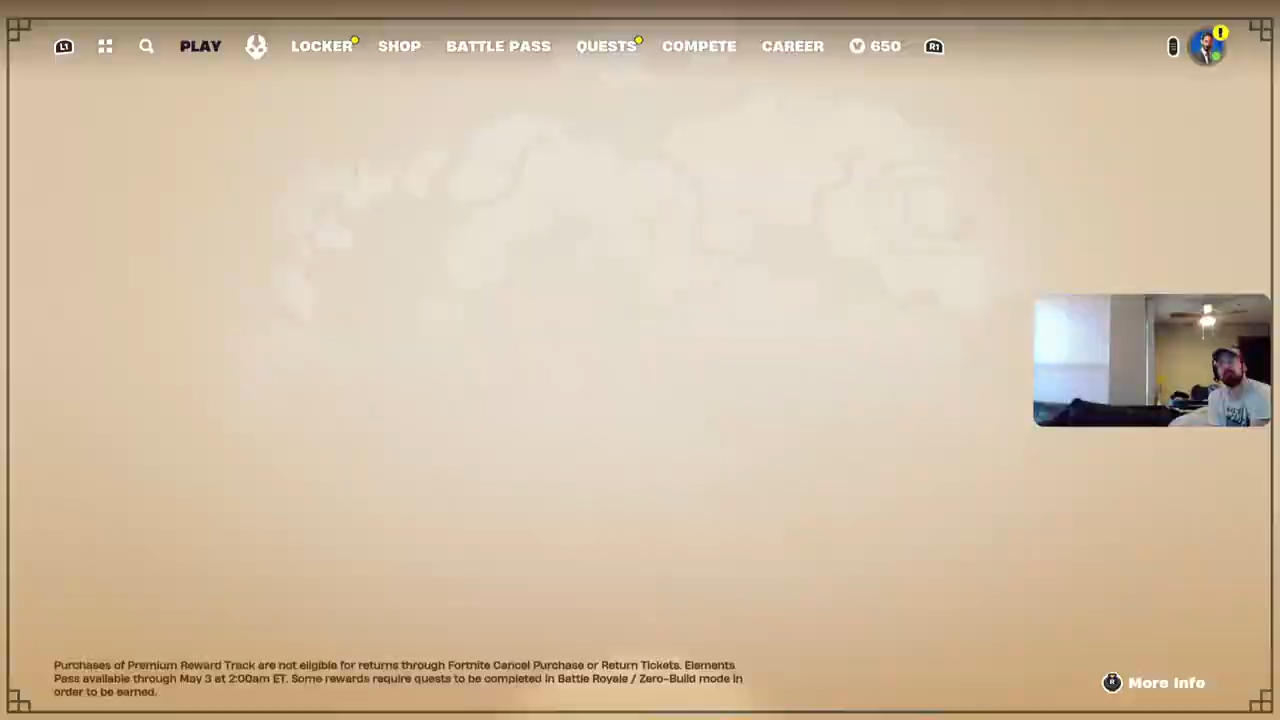 L1 PLAY LOCKER SHOP BATTLE PASS QUESTS COMPETE CAREER V 650 R1 !
Purchases of Premium Reward Track are not eligible for returns through Fortnite Cancel Purchase or Return Tickets. Elements
Pass available through May 3 at 2:00am ET. Some rewards require quests to be completed in Battle Royale / Zero-Build mode in
order to be earned.
R More Info